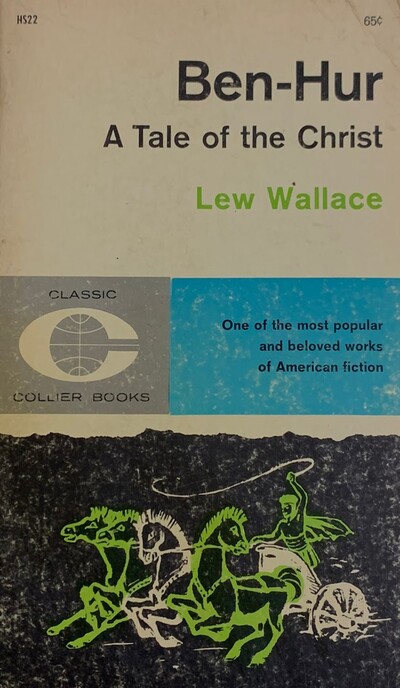 HS22
65¢
Ben-Hur
A Tale of the Christ
Lew Wallace
CLASSIC
COLLIER BOOKS
One of the most popular
and beloved works
of American fiction